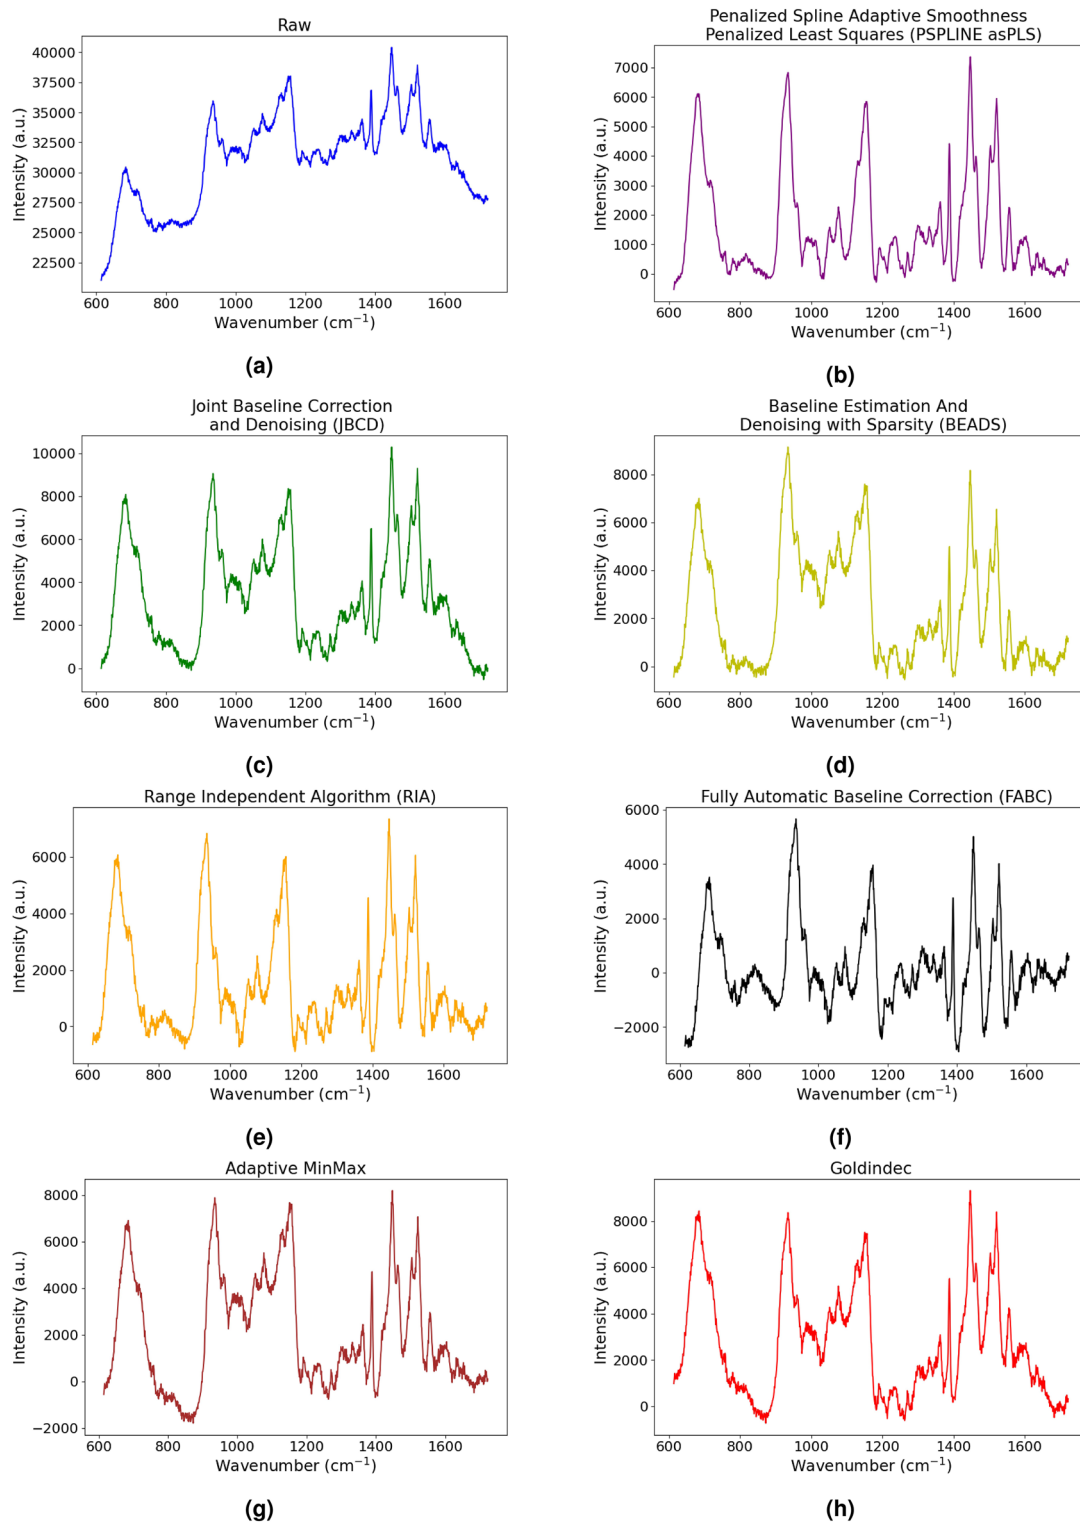 Raw
Intensity (a.u.)
40000
37500
35000
32500
30000
27500
25000
22500
600 800 1000 1200 1400 1600
Wavenumber (cm⁻¹)
(a)
Penalized Spline Adaptive Smoothness
Penalized Least Squares (PSPLINE asPLS)
Intensity (a.u.)
7000
6000
5000
4000
3000
2000
1000
0
600 800 1000 1200 1400 1600
Wavenumber (cm⁻¹)
(b)
Joint Baseline Correction
and Denoising (JBCD)
Intensity (a.u.)
10000
8000
6000
4000
2000
0
600 800 1000 1200 1400 1600
Wavenumber (cm⁻¹)
(c)
Baseline Estimation And
Denoising with Sparsity (BEADS)
Intensity (a.u.)
8000
6000
4000
2000
0
600 800 1000 1200 1400 1600
Wavenumber (cm⁻¹)
(d)
Range Independent Algorithm (RIA)
Intensity (a.u.)
6000
4000
2000
0
600 800 1000 1200 1400 1600
Wavenumber (cm⁻¹)
(e)
Fully Automatic Baseline Correction (FABC)
Intensity (a.u.)
6000
4000
2000
0
−2000
600 800 1000 1200 1400 1600
Wavenumber (cm⁻¹)
(f)
Adaptive MinMax
Intensity (a.u.)
8000
6000
4000
2000
0
−2000
600 800 1000 1200 1400 1600
Wavenumber (cm⁻¹)
(g)
Goldindec
Intensity (a.u.)
8000
6000
4000
2000
0
600 800 1000 1200 1400 1600
Wavenumber (cm⁻¹)
(h)